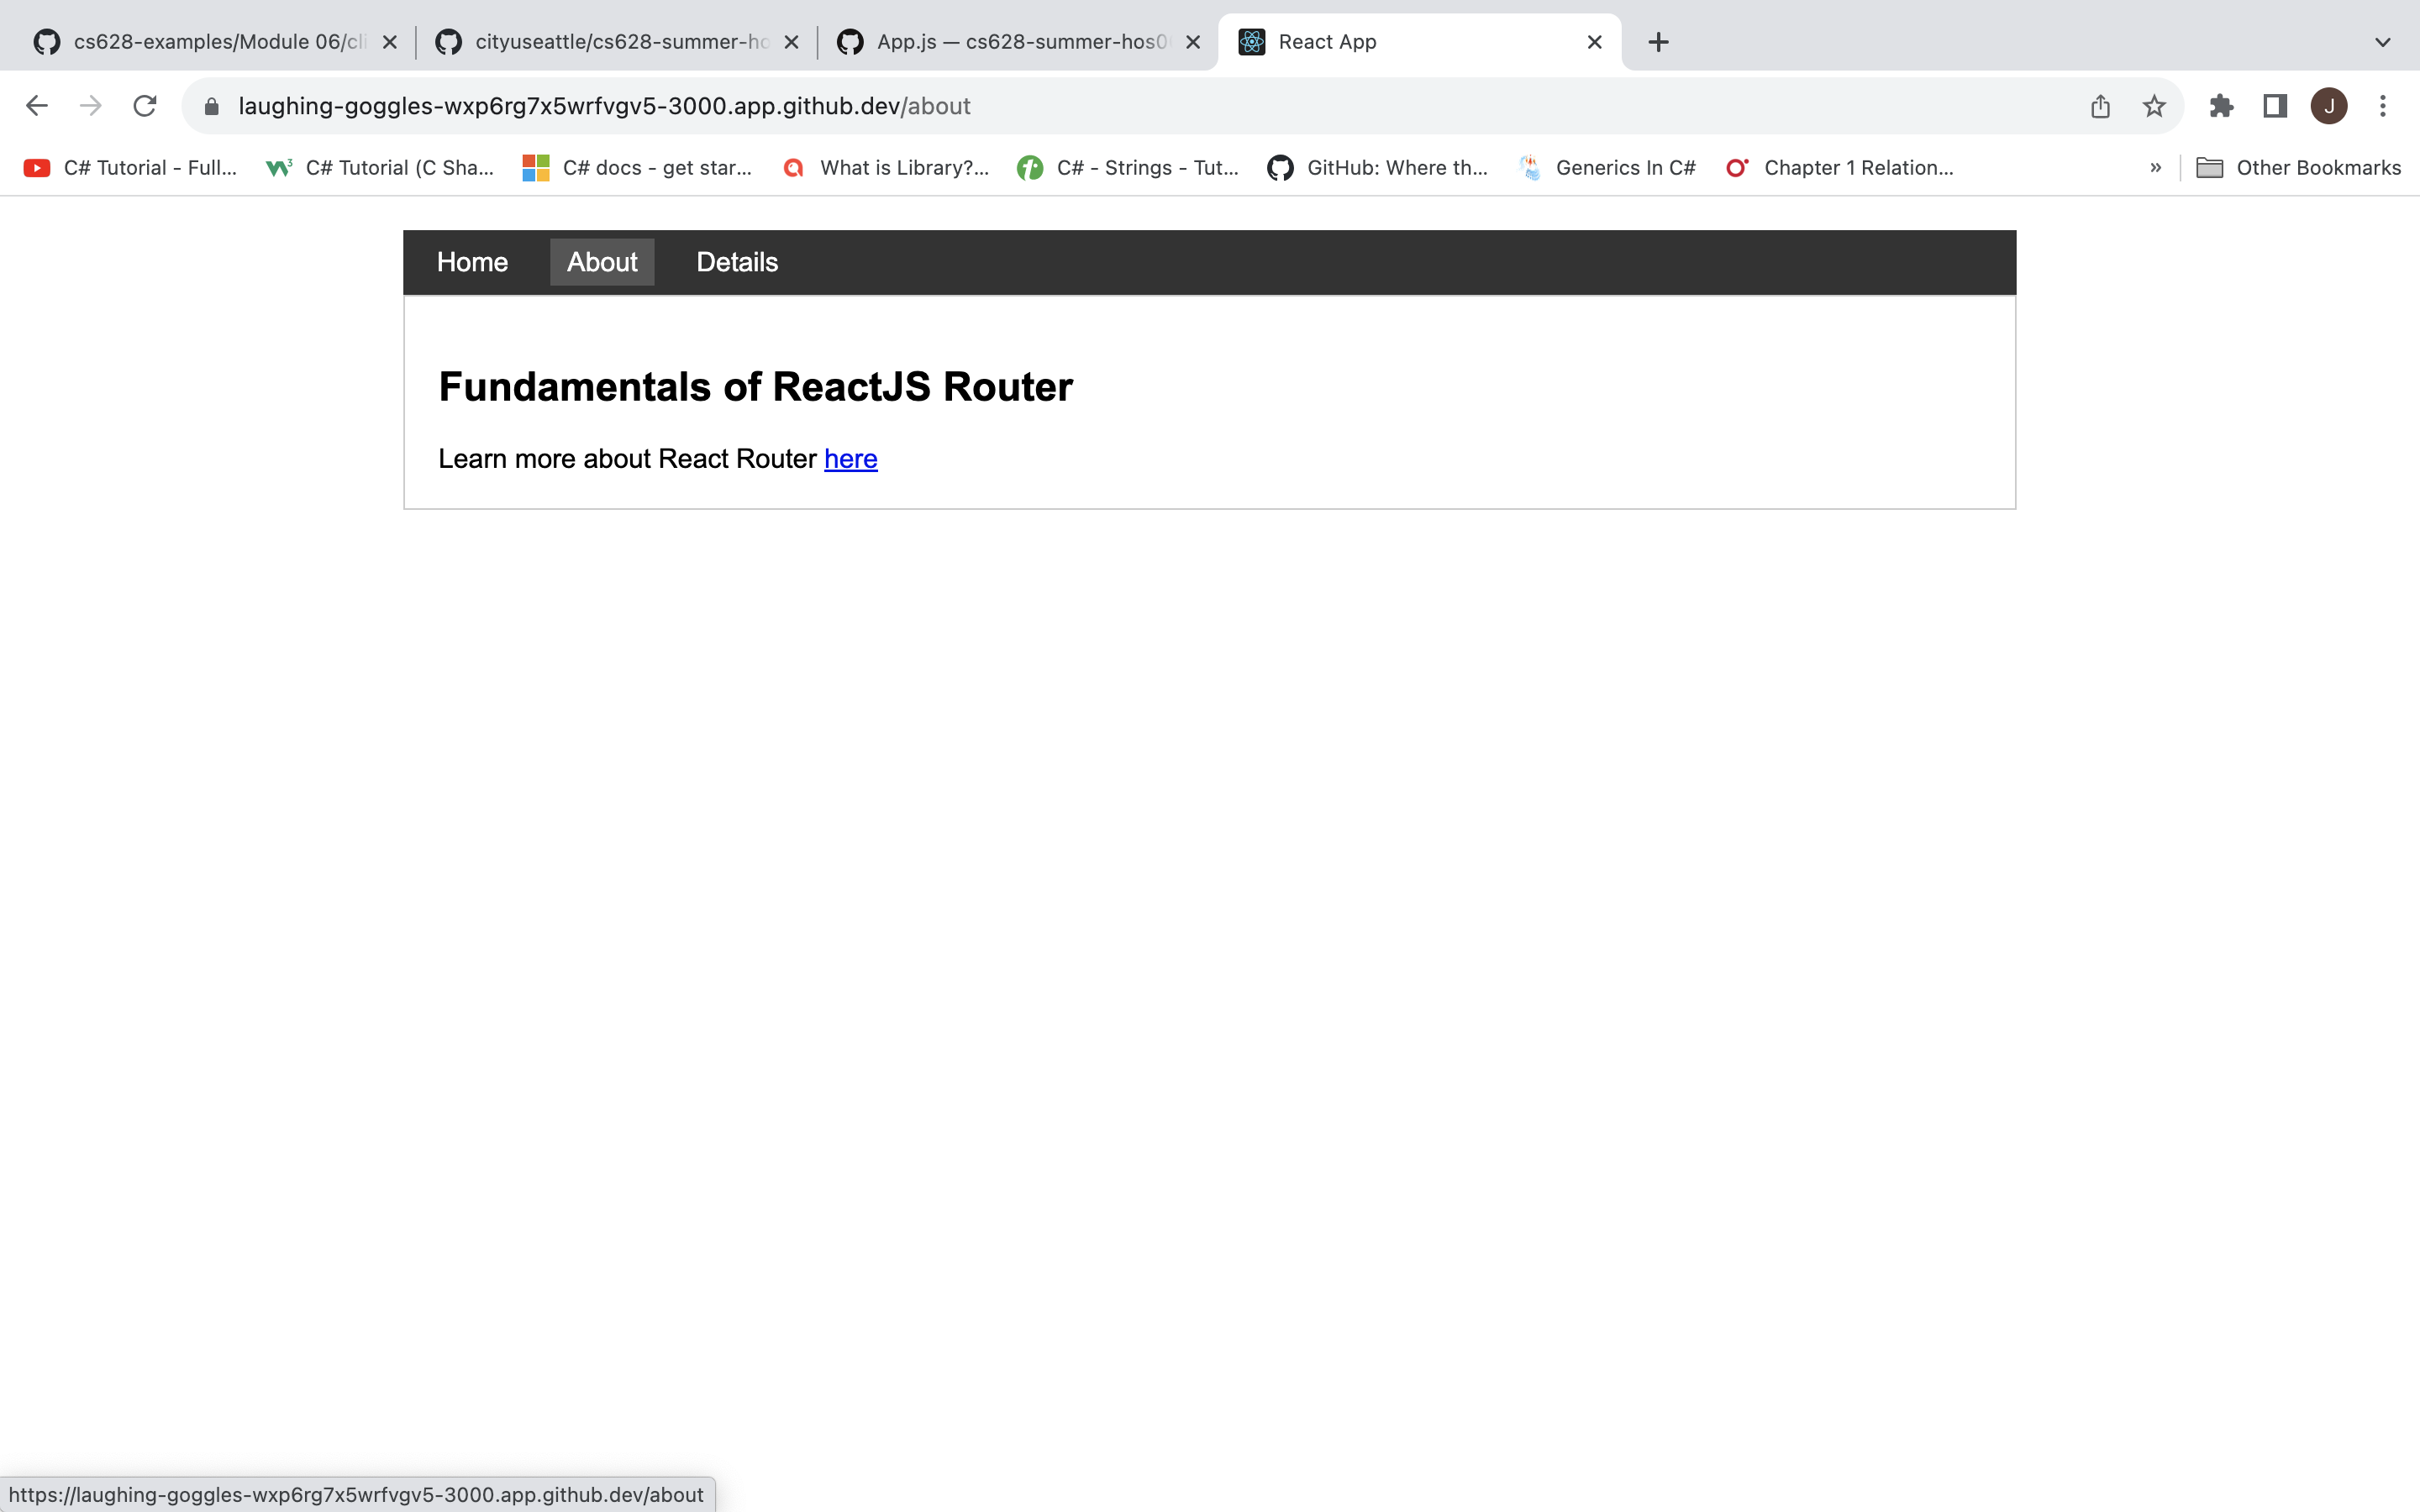 cs628-examples/Module 06/cli
cityuseattle/cs628-summer-ho
App.js — cs628-summer-hos0
React App
laughing-goggles-wxp6rg7x5wrfvgv5-3000.app.github.dev/about
J
C# Tutorial - Full...
C# Tutorial (C Sha...
C# docs - get star...
What is Library?...
C# - Strings - Tut...
GitHub: Where th...
Generics In C#
Chapter 1 Relation...
»
Other Bookmarks
Home About Details
Fundamentals of ReactJS Router
Learn more about React Router here
https://laughing-goggles-wxp6rg7x5wrfvgv5-3000.app.github.dev/about